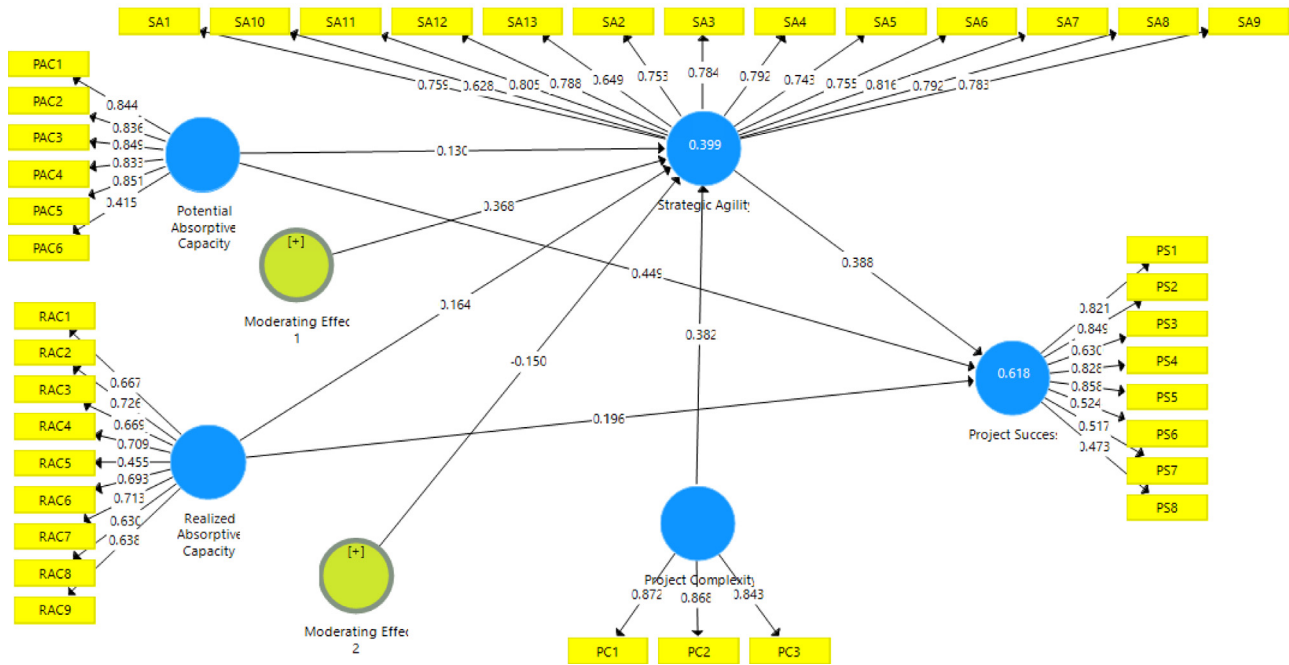 SA1
SA10
SA11
SA12
SA13
SA2
SA3
SA4
SA5
SA6
SA7
SA8
SA9
0.759
0.628
0.805
0.788
0.649
0.753
0.784
0.792
0.743
0.755
0.816
0.792
0.783
PAC1
PAC2
PAC3
PAC4
PAC5
PAC6
0.844
0.836
0.849
0.833
0.851
0.415
Potential
Absorptive
Capacity
0.130
0.399
Strategic Agility
0.368
[+]
Moderating Effec
1
0.449
0.388
0.164
0.382
-0.150
0.196
RAC1
RAC2
RAC3
RAC4
RAC5
RAC6
RAC7
RAC8
RAC9
0.667
0.726
0.669
0.709
0.455
0.693
0.713
0.630
0.638
Realized
Absorptive
Capacity
[+]
Moderating Effec
2
Project Complexity
0.872
0.868
0.843
PC1
PC2
PC3
0.618
Project Success
0.821
0.849
0.630
0.828
0.858
0.524
0.517
0.473
PS1
PS2
PS3
PS4
PS5
PS6
PS7
PS8